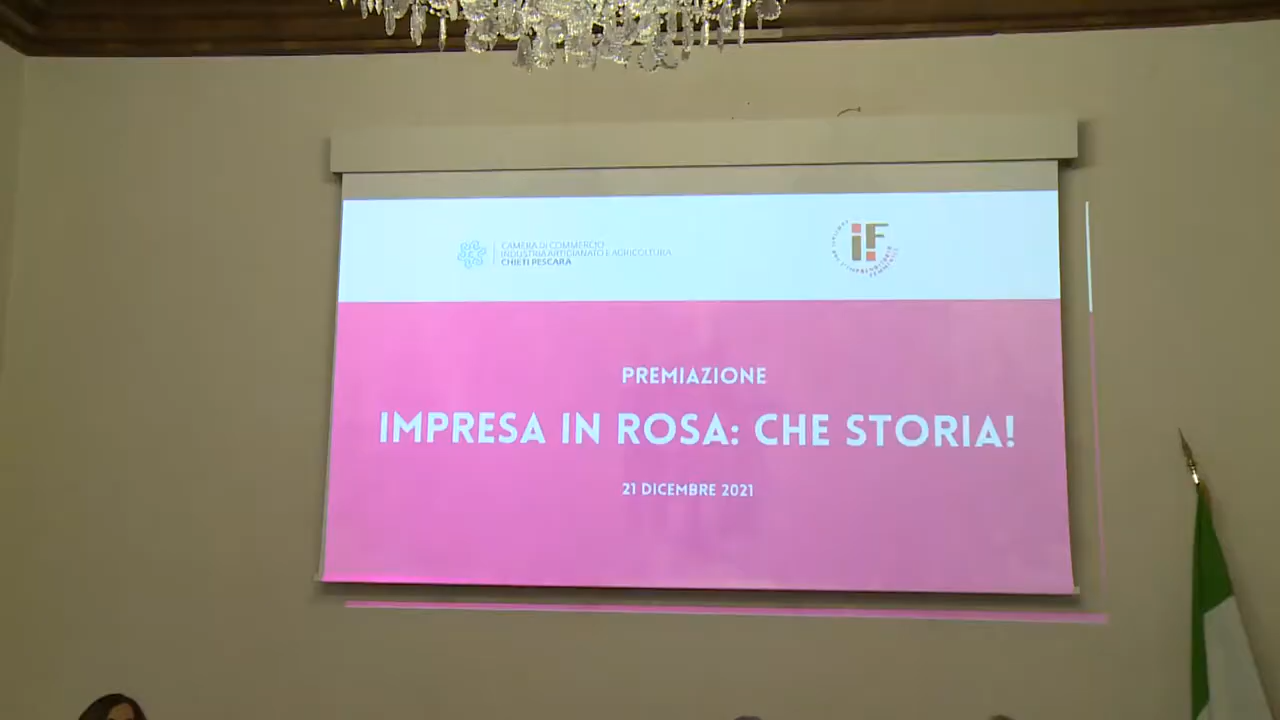 CAMERA DI COMMERCIO
INDUSTRIA ARTIGIANATO E AGRICOLTURA
CHIETI PESCARA
iF
PREMIAZIONE
IMPRESA IN ROSA: CHE STORIA!
21 DICEMBRE 2021